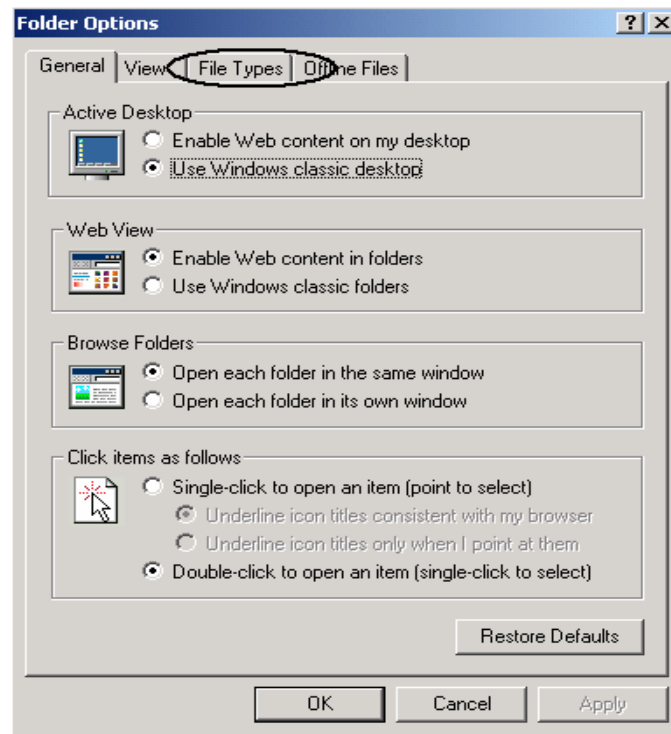 Folder Options
General View File Types Offline Files
Active Desktop
Enable Web content on my desktop
Use Windows classic desktop
Web View
Enable Web content in folders
Use Windows classic folders
Browse Folders
Open each folder in the same window
Open each folder in its own window
Click items as follows
Single-click to open an item (point to select)
Underline icon titles consistent with my browser
Underline icon titles only when I point at them
Double-click to open an item (single-click to select)
Restore Defaults
OK Cancel Apply